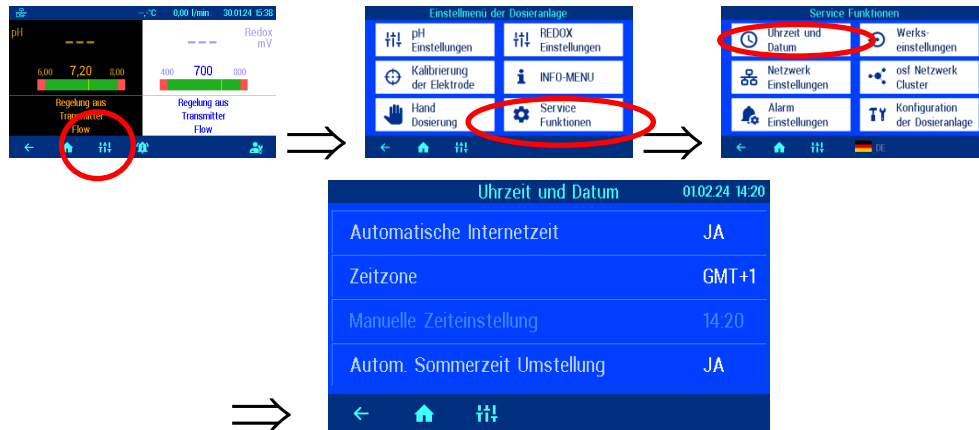 --,-°C 0,00 l/min 30.01.24 15:38
pH
Redox
mV
--- ---
6,00 7,20 8,00
400 700 800
Regelung aus
Transmitter
Flow
Regelung aus
Transmitter
Flow
Einstellmenü der Dosieranlage
pH
Einstellungen
REDOX
Einstellungen
Kalibrierung
der Elektrode
INFO-MENU
Hand
Dosierung
Service
Funktionen
Service Funktionen
Uhrzeit und
Datum
Werks-
einstellungen
Netzwerk
Einstellungen
osf Netzwerk
Cluster
Alarm
Einstellungen
Konfiguration
der Dosieranlage
DE
Uhrzeit und Datum 01.02.24 14:20
Automatische Internetzeit JA
Zeitzone GMT+1
Manuelle Zeiteinstellung 14:20
Autom. Sommerzeit Umstellung JA